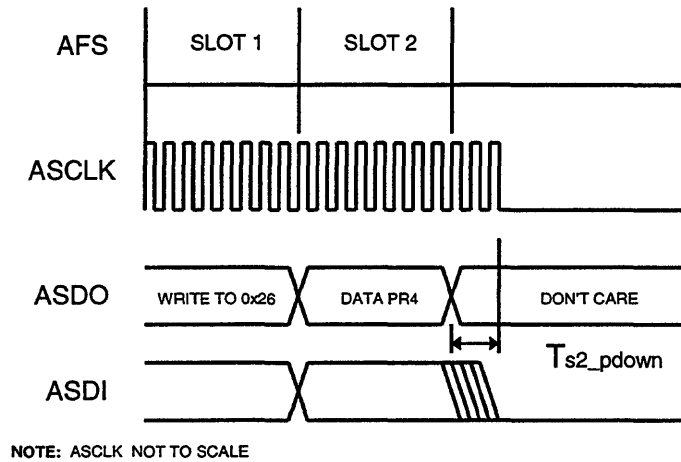 AFS
SLOT 1
SLOT 2
ASCLK
ASDO
WRITE TO 0x26
DATA PR4
DON'T CARE
Ts2_pdown
ASDI
NOTE: ASCLK NOT TO SCALE